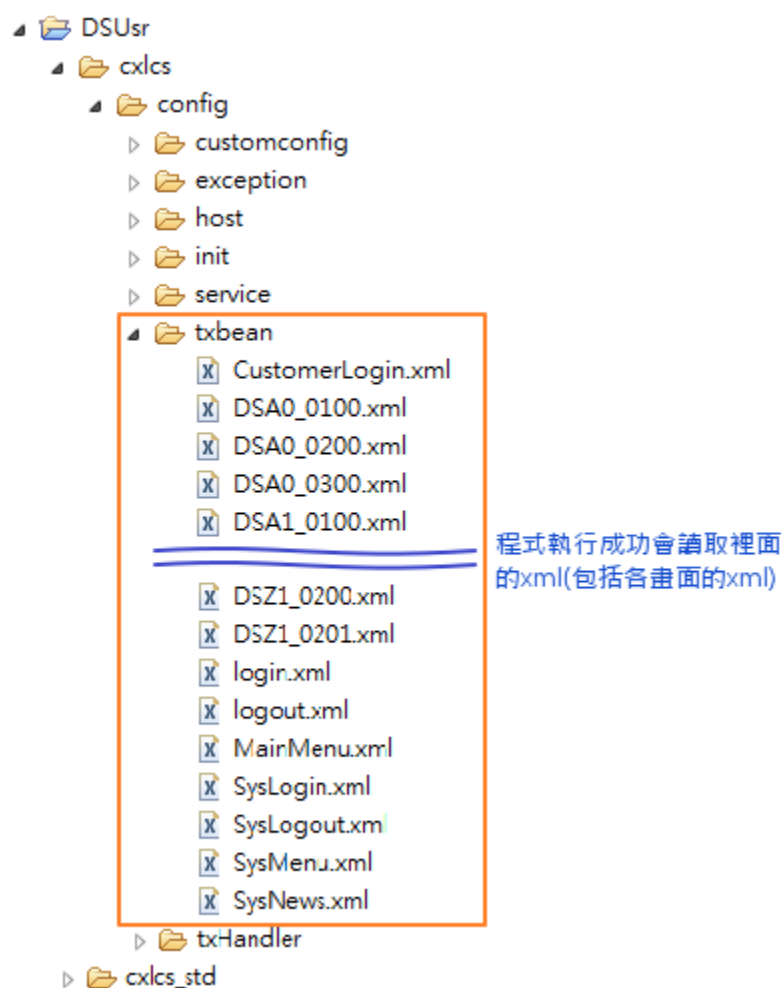 DSUsr
cxlcs
config
customconfig
exception
host
init
service
txbean
CustomerLogin.xml
DSA0_0100.xml
DSA0_0200.xml
DSA0_0300.xml
DSA1_0100.xml
程式執行成功會讀取裡面
的xml(包括各畫面的xml)
DSZ1_0200.xml
DSZ1_0201.xml
login.xml
logout.xml
MainMenu.xml
SysLogin.xml
SysLogout.xml
SysMenu.xml
SysNews.xml
txHandler
cxlcs_std